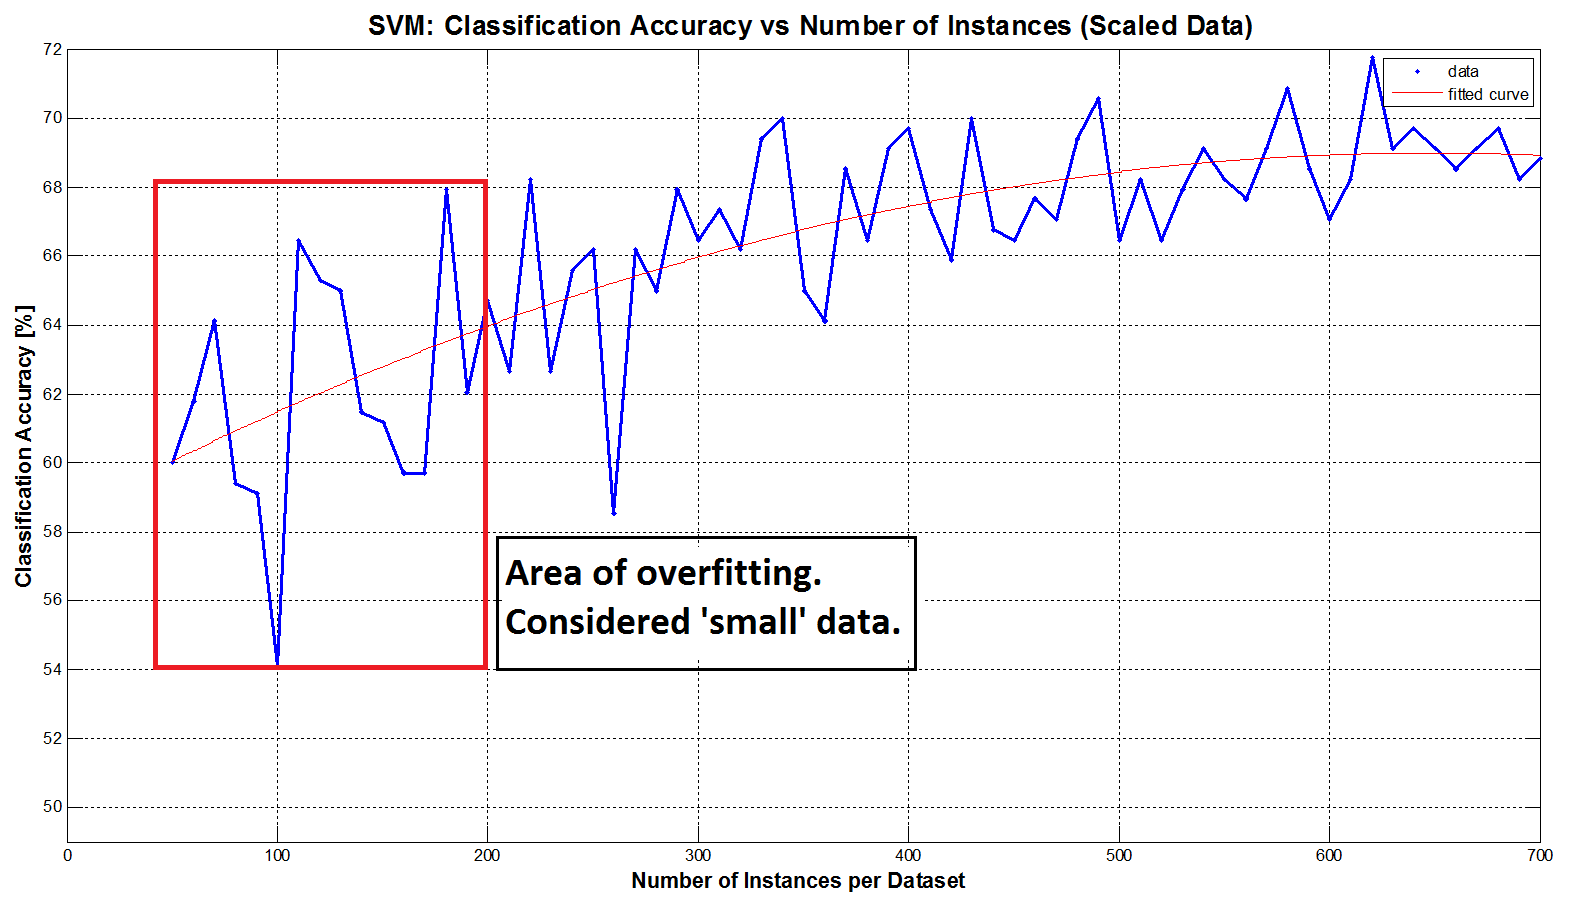 SVM: Classification Accuracy vs Number of Instances (Scaled Data)
data
fitted curve
Classification Accuracy [%]
72
70
68
66
64
62
60
58
56
54
52
50
Area of overfitting.
Considered 'small' data.
0
100
200
300
400
500
600
700
Number of Instances per Dataset